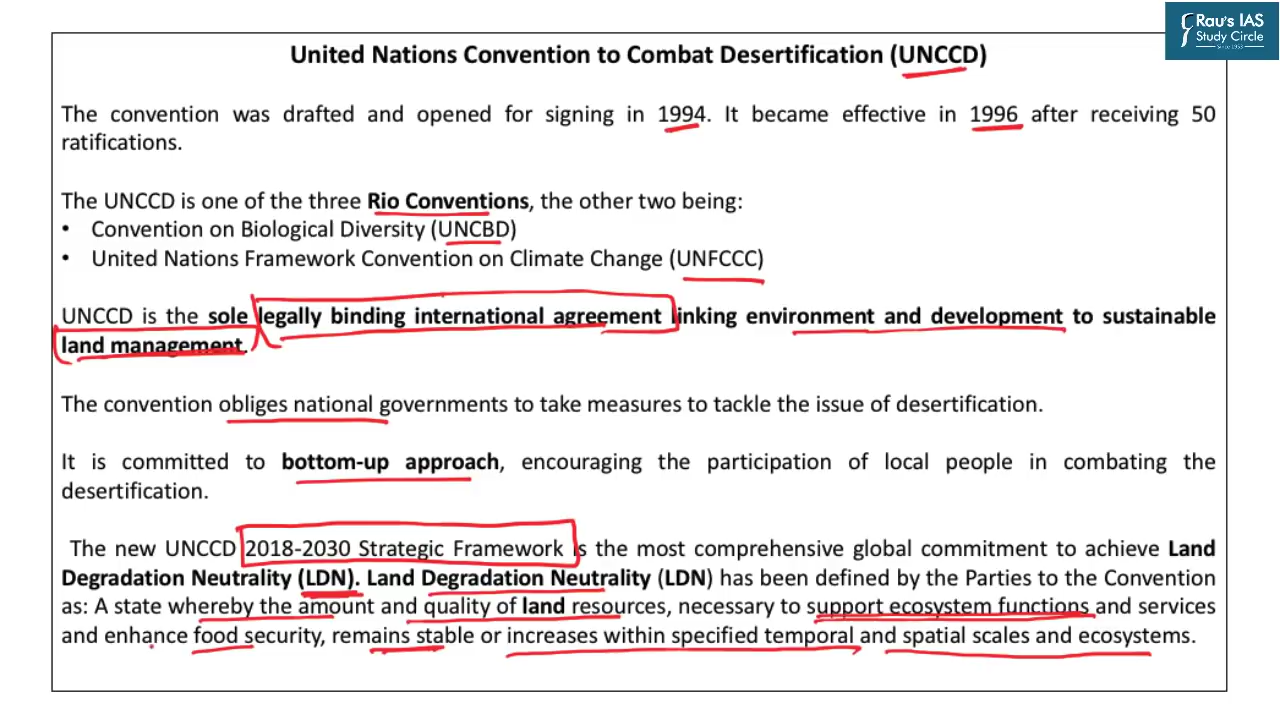 Rau's IAS
Study Circle
Since 1953
United Nations Convention to Combat Desertification (UNCCD)
The convention was drafted and opened for signing in 1994. It became effective in 1996 after receiving 50
ratifications.
The UNCCD is one of the three Rio Conventions, the other two being:
• Convention on Biological Diversity (UNCBD)
• United Nations Framework Convention on Climate Change (UNFCCC)
UNCCD is the sole legally binding international agreement linking environment and development to sustainable
land management.
The convention obliges national governments to take measures to tackle the issue of desertification.
It is committed to bottom-up approach, encouraging the participation of local people in combating the
desertification.
The new UNCCD 2018-2030 Strategic Framework is the most comprehensive global commitment to achieve Land
Degradation Neutrality (LDN). Land Degradation Neutrality (LDN) has been defined by the Parties to the Convention
as: A state whereby the amount and quality of land resources, necessary to support ecosystem functions and services
and enhance food security, remains stable or increases within specified temporal and spatial scales and ecosystems.